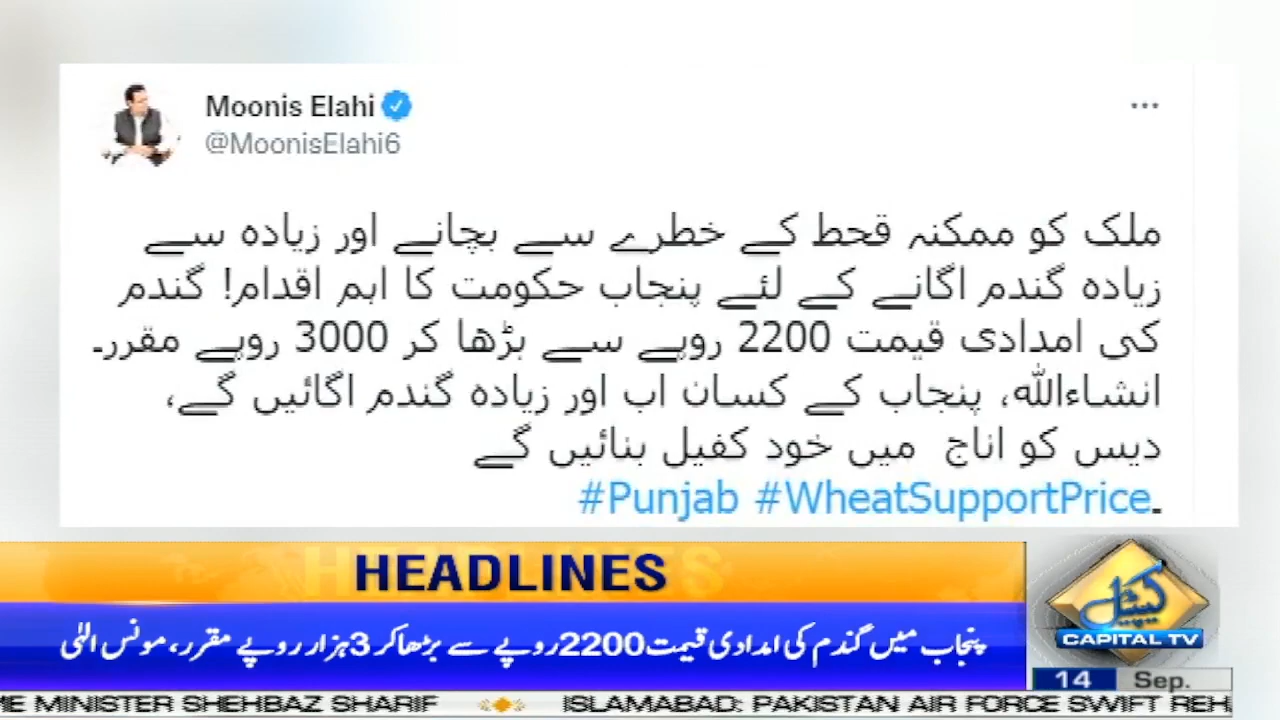 Moonis Elahi
@MoonisElahi6
ملک کو ممکنہ قحط کے خطرے سے بچانے اور زیادہ سے
زیادہ گندم اگانے کے لئے پنجاب حکومت کا اہم اقدام! گندم
کی امدادی قیمت 2200 روپے سے بڑھا کر 3000 روپے مقرر۔
انشاءاللہ، پنجاب کے کسان اب اور زیادہ گندم اگائیں گے،
دیس کو اناج میں خود کفیل بنائیں گے
#Punjab #WheatSupportPrice.
HEADLINES
پنجاب میں گندم کی امدادی قیمت 2200 روپے سے بڑھا کر 3 ہزار روپے مقرر، مونس الٰہی
کیپیٹل
CAPITAL TV
14 Sep.
ME MINISTER SHEHBAZ SHARIF ISLAMABAD: PAKISTAN AIR FORCE SWIFT REH